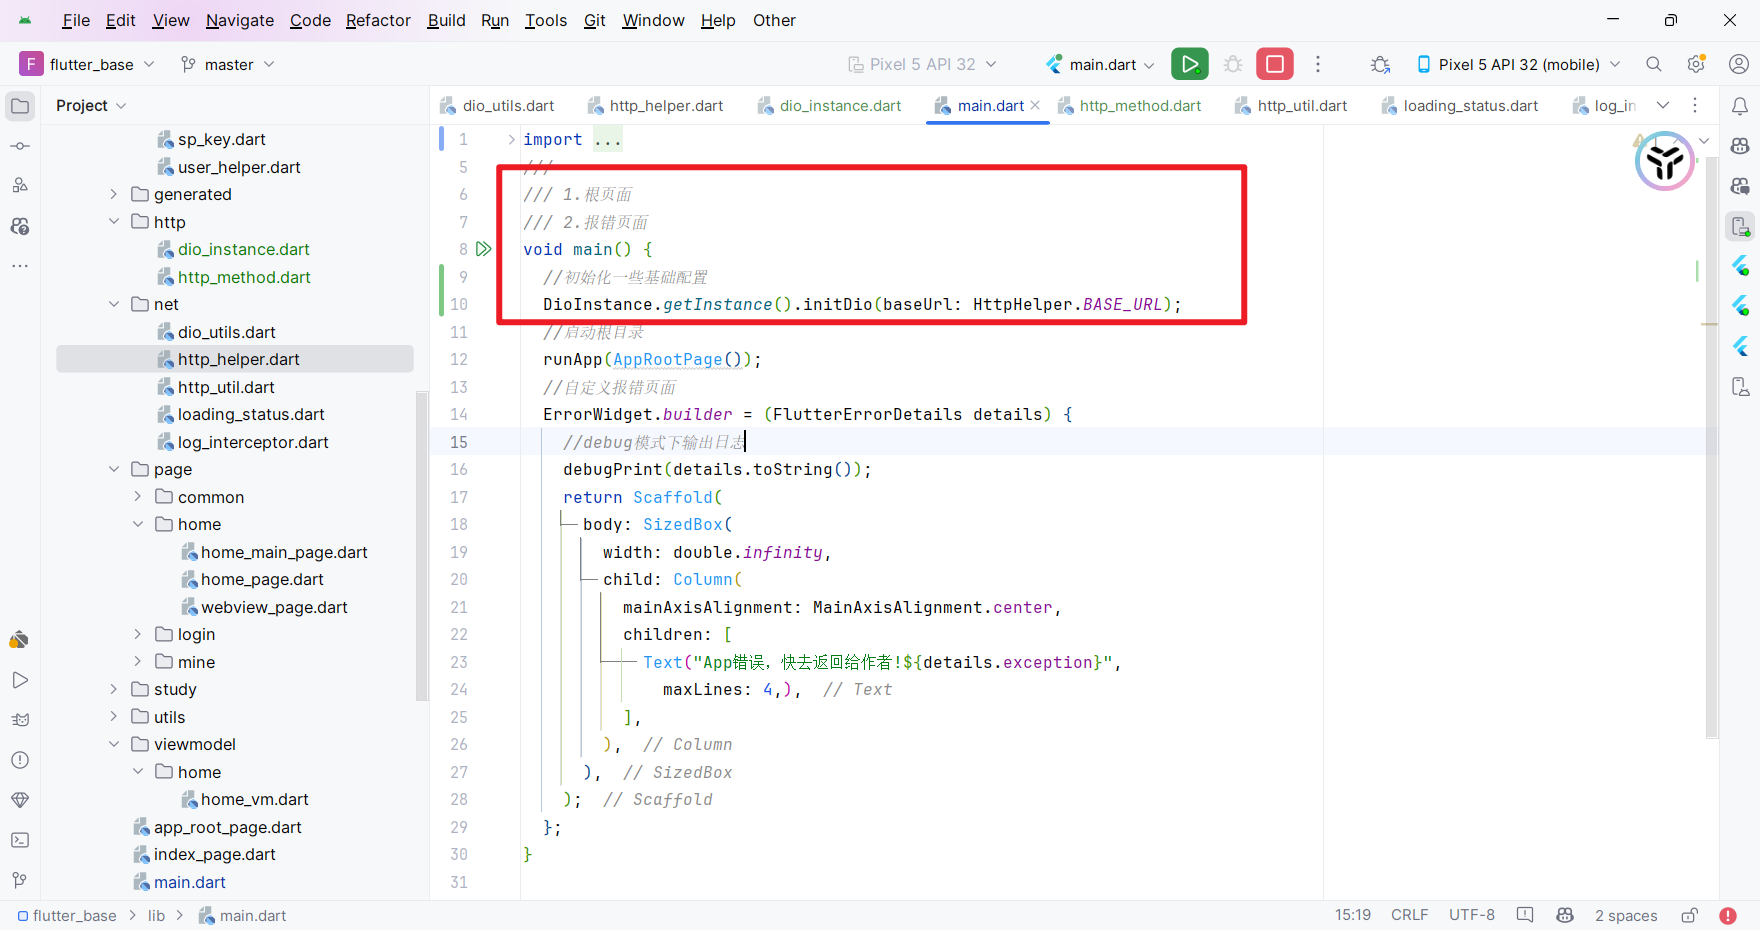 File Edit View Navigate Code Refactor Build Run Tools Git Window Help Other
F flutter_base master Pixel 5 API 32 main.dart Pixel 5 API 32 (mobile)
Project
dio_utils.dart http_helper.dart dio_instance.dart main.dart http_method.dart http_util.dart loading_status.dart log_in
sp_key.dart
user_helper.dart
generated
http
dio_instance.dart
http_method.dart
net
dio_utils.dart
http_helper.dart
http_util.dart
loading_status.dart
log_interceptor.dart
page
common
home
home_main_page.dart
home_page.dart
webview_page.dart
login
mine
study
utils
viewmodel
home
home_vm.dart
app_root_page.dart
index_page.dart
main.dart
1 import ...
5 ///
6 /// 1.根页面
7 /// 2.报错页面
8 void main() {
9 //初始化一些基础配置
10 DioInstance.getInstance().initDio(baseUrl: HttpHelper.BASE_URL);
11 //启动根目录
12 runApp(AppRootPage());
13 //自定义报错页面
14 ErrorWidget.builder = (FlutterErrorDetails details) {
15 //debug模式下输出日志
16 debugPrint(details.toString());
17 return Scaffold(
18 body: SizedBox(
19 width: double.infinity,
20 child: Column(
21 mainAxisAlignment: MainAxisAlignment.center,
22 children: [
23 Text("App错误，快去返回给作者!${details.exception}",
24 maxLines: 4,), // Text
25 ],
26 ), // Column
27 ), // SizedBox
28 ); // Scaffold
29 };
30 }
31
flutter_base > lib > main.dart 15:19 CRLF UTF-8 2 spaces